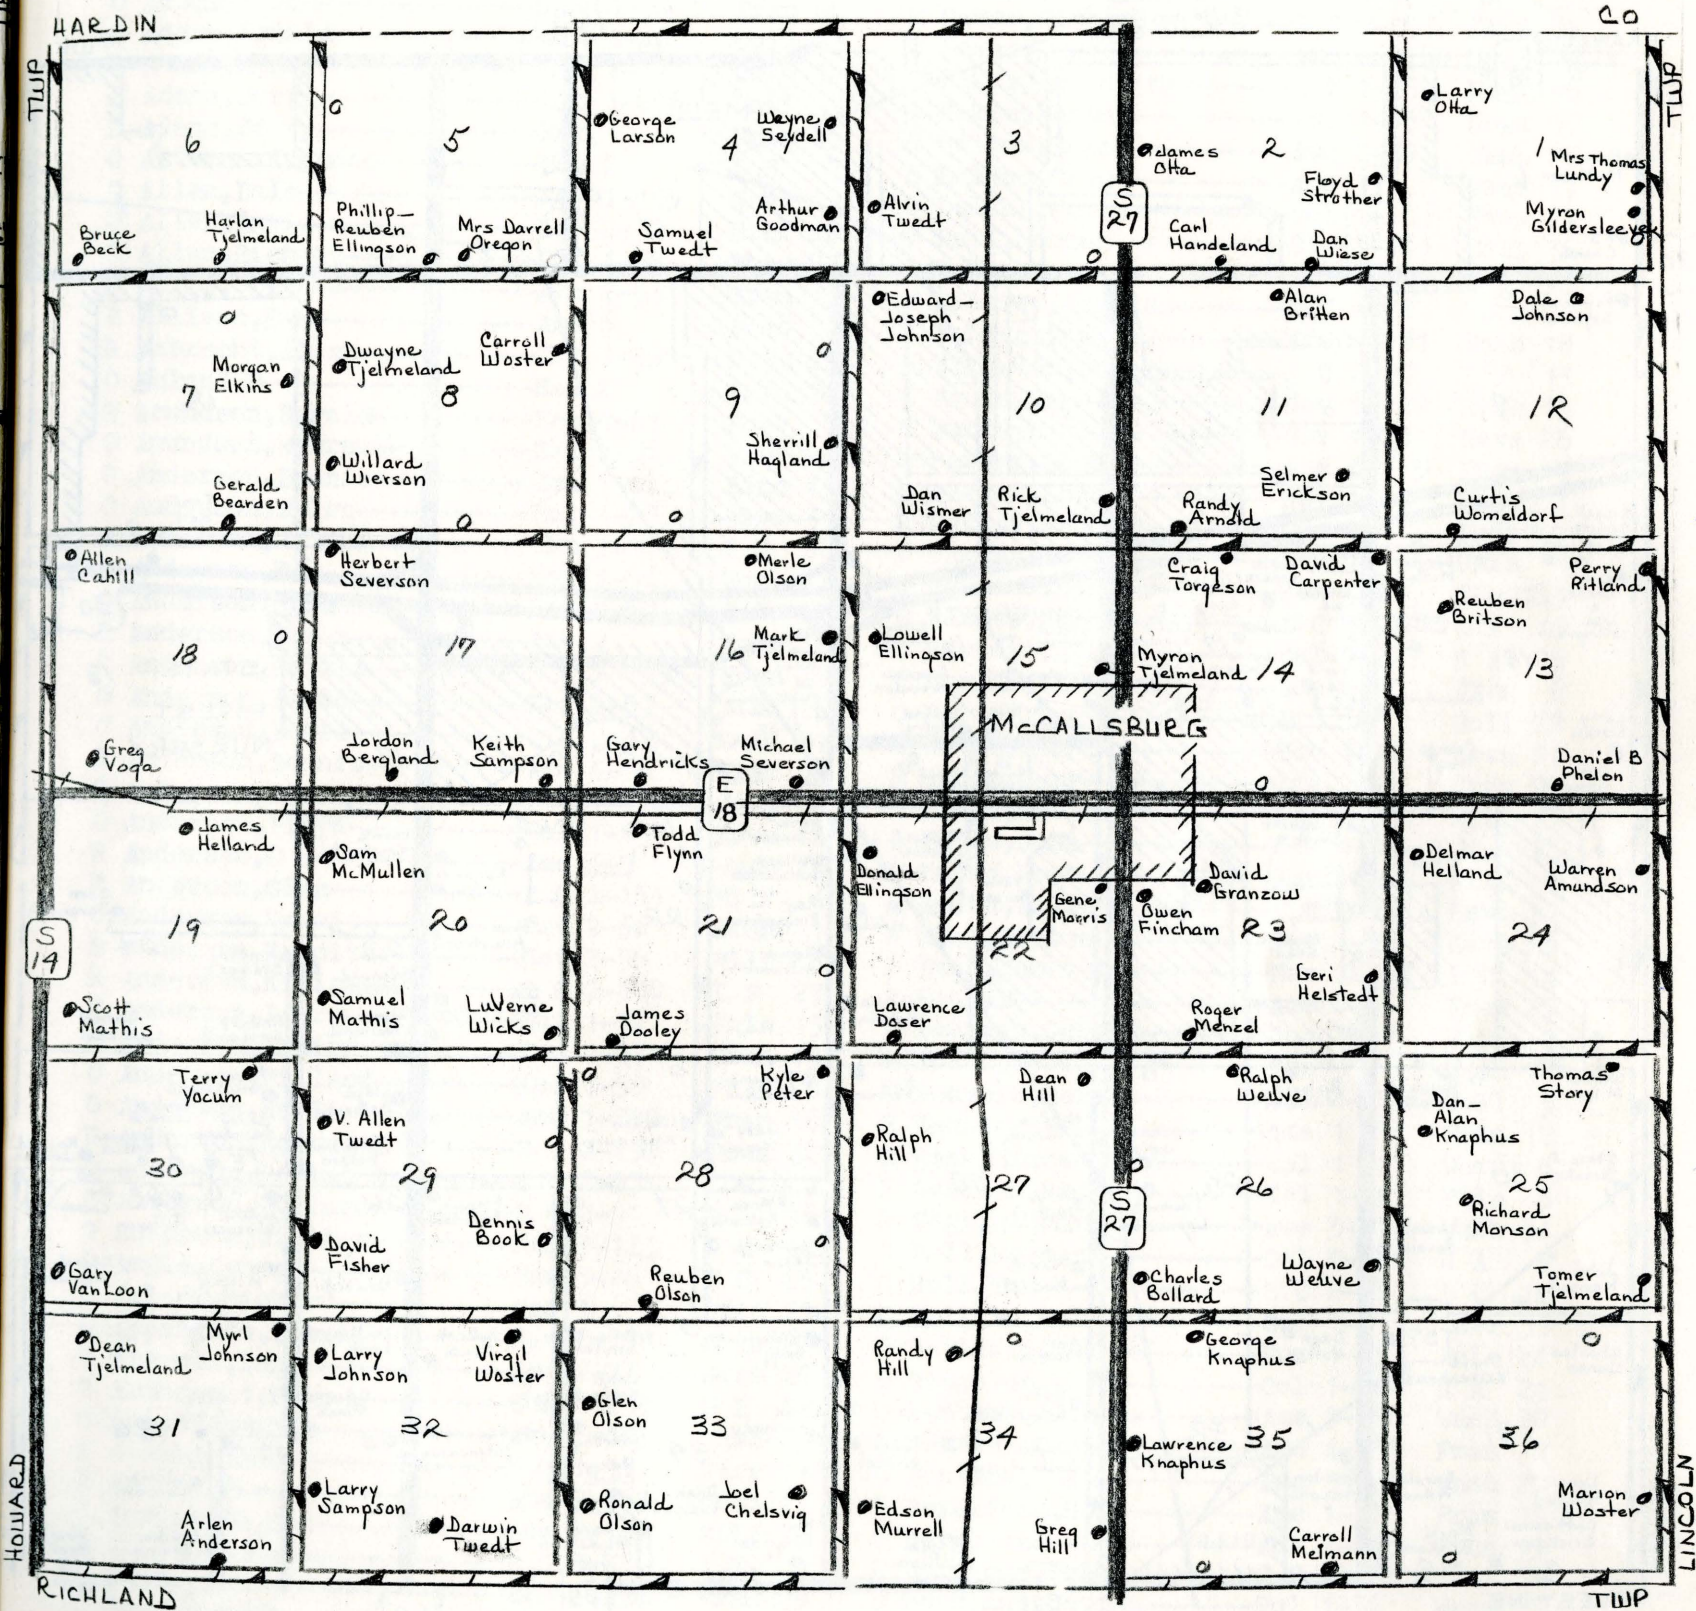 HARDIN
CO
TWP
TWP
6
Bruce
Beck
Harlan
Tjelmeland
5
Phillip-
Reuben
Ellingson
Mrs Darrell
Oregon
George
Larson
4
Wayne
Seydell
Arthur
Goodman
Samuel
Twedt
3
Alvin
Twedt
S
27
James
Otta
2
Floyd
Strother
Carl
Handeland
Dan
Wiese
Larry
Otta
1
Mrs Thomas
Lundy
Myron
Gildersleeve
7
Morgan
Elkins
Gerald
Bearden
Dwayne
Tjelmeland
Carroll
Woster
8
Willard
Wierson
9
Sherrill
Hagland
Edward-
Joseph
Johnson
10
Dan
Wismer
Rick
Tjelmeland
Alan
Britten
11
Selmer
Erickson
Randy
Arnold
Dale
Johnson
12
Curtis
Womeldorf
Allen
Cahill
18
Greg
Voga
Herbert
Severson
17
Jordon
Bergland
Keith
Sampson
Merle
Olson
16
Mark
Tjelmeland
Gary
Hendricks
Michael
Severson
E
18
Lowell
Ellingson
15
Myron
Tjelmeland
McCALLSBURG
Craig
Torgeson
David
Carpenter
14
Perry
Ritland
Reuben
Britson
13
Daniel B
Phelon
James
Helland
19
S
14
Scott
Mathis
Sam
McMullen
20
Samuel
Mathis
LuVerne
Wicks
Todd
Flynn
21
James
Dooley
Donald
Ellingson
Gene
Morris
22
Lawrence
Doser
David
Granzow
Owen
Fincham
23
Geri
Helstedt
Roger
Menzel
Delmar
Helland
Warren
Amundson
24
Terry
Yocum
30
Gary
VanLoon
V. Allen
Twedt
29
David
Fisher
Dennis
Book
Kyle
Peter
28
Reuben
Olson
Dean
Hill
Ralph
Hill
27
S
27
Ralph
Weuve
26
Wayne
Weuve
Charles
Bollard
Thomas
Story
Dan-
Alan
Knaphus
25
Richard
Monson
Tomer
Tjelmeland
Dean
Tjelmeland
Myrl
Johnson
31
Arlen
Anderson
Larry
Johnson
Virgil
Woster
32
Larry
Sampson
Darwin
Twedt
Glen
Olson
33
Ronald
Olson
Joel
Chelsvig
Randy
Hill
34
Edson
Murrell
Greg
Hill
George
Knaphus
Lawrence
Knaphus
35
Carroll
Meimann
36
Marion
Woster
HOWARD
LINCOLN
RICHLAND
TWP